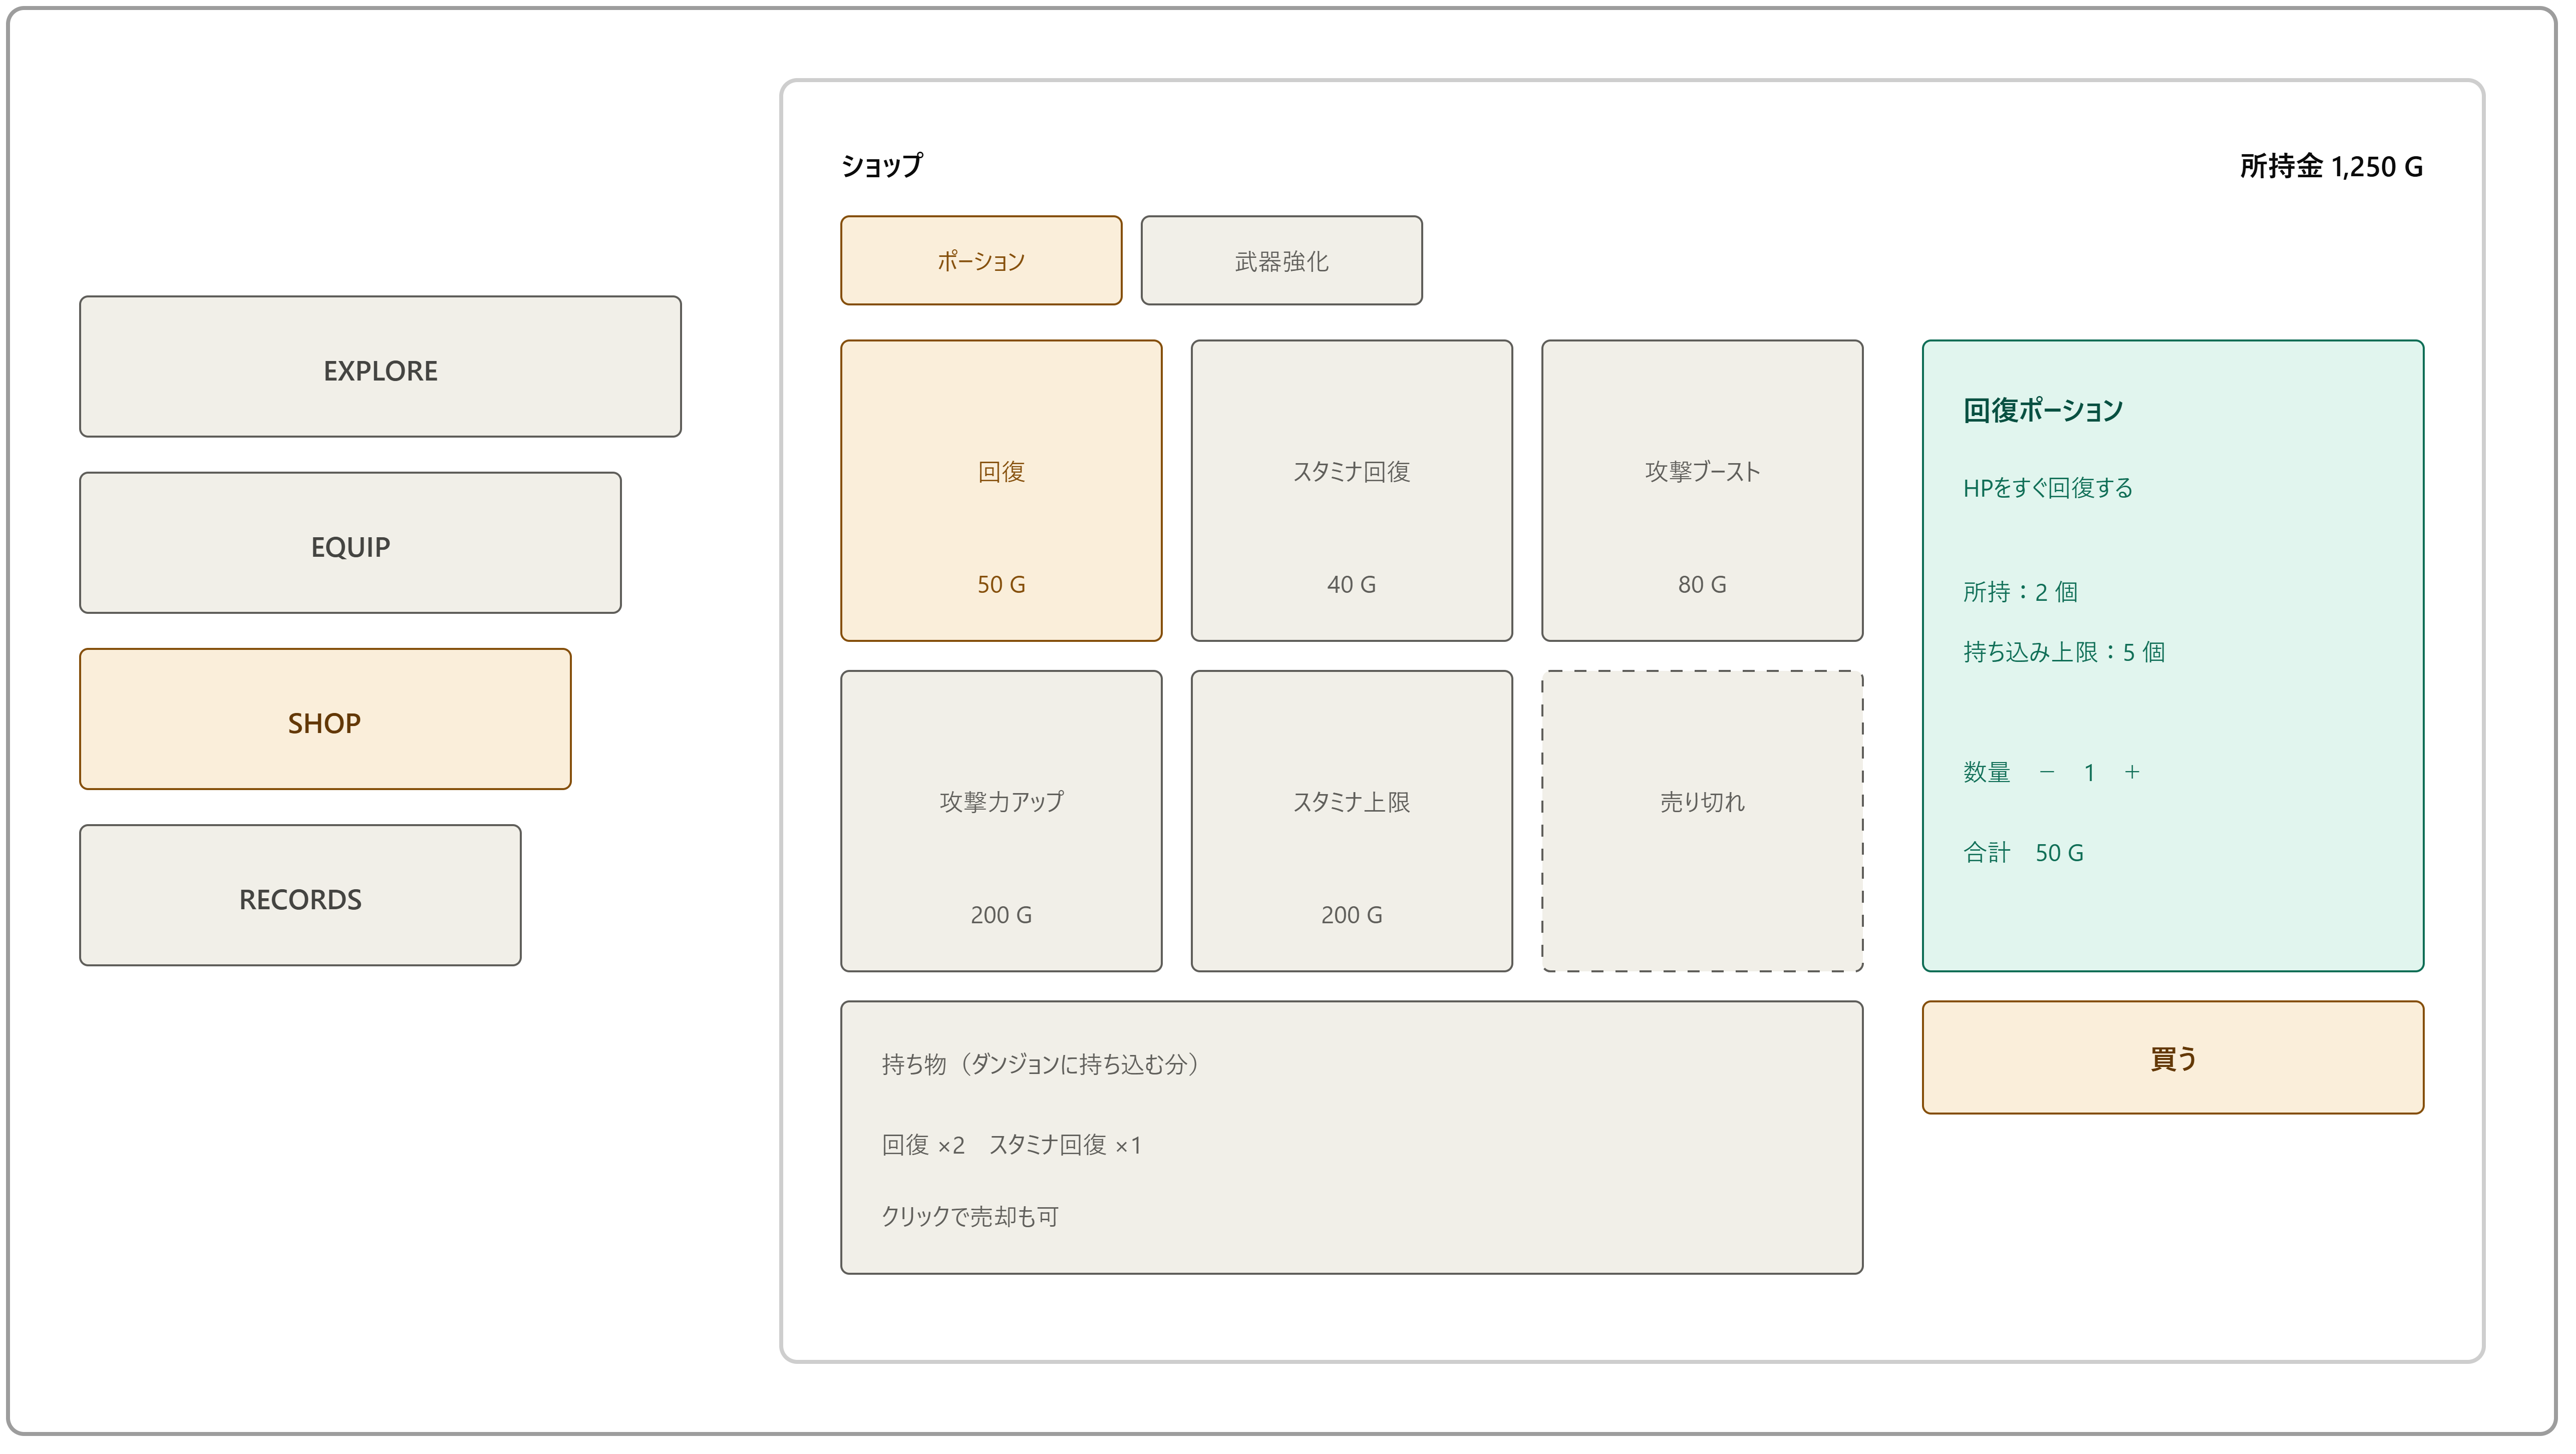 EXPLORE
EQUIP
SHOP
RECORDS
ショップ
所持金 1,250 G
ポーション
武器強化
回復
50 G
スタミナ回復
40 G
攻撃ブースト
80 G
攻撃力アップ
200 G
スタミナ上限
200 G
売り切れ
回復ポーション
HPをすぐ回復する
所持：2 個
持ち込み上限：5 個
数量　−　1　+
合計　50 G
持ち物（ダンジョンに持ち込む分）
回復 ×2　スタミナ回復 ×1
クリックで売却も可
買う